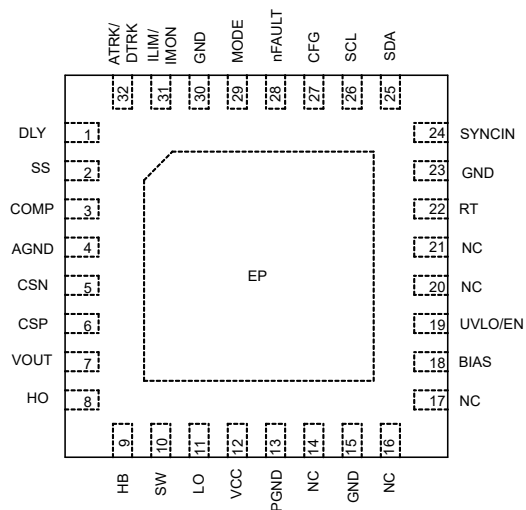 ATRK/
DTRK
ILIM/
IMON
GND
MODE
nFAULT
CFG
SCL
SDA
32
31
30
29
28
27
26
25
DLY 1
SS 2
COMP 3
AGND 4
CSN 5
CSP 6
VOUT 7
HO 8
EP
24 SYNCIN
23 GND
22 RT
21 NC
20 NC
19 UVLO/EN
18 BIAS
17 NC
9
10
11
12
13
14
15
16
HB
SW
LO
VCC
PGND
NC
GND
NC